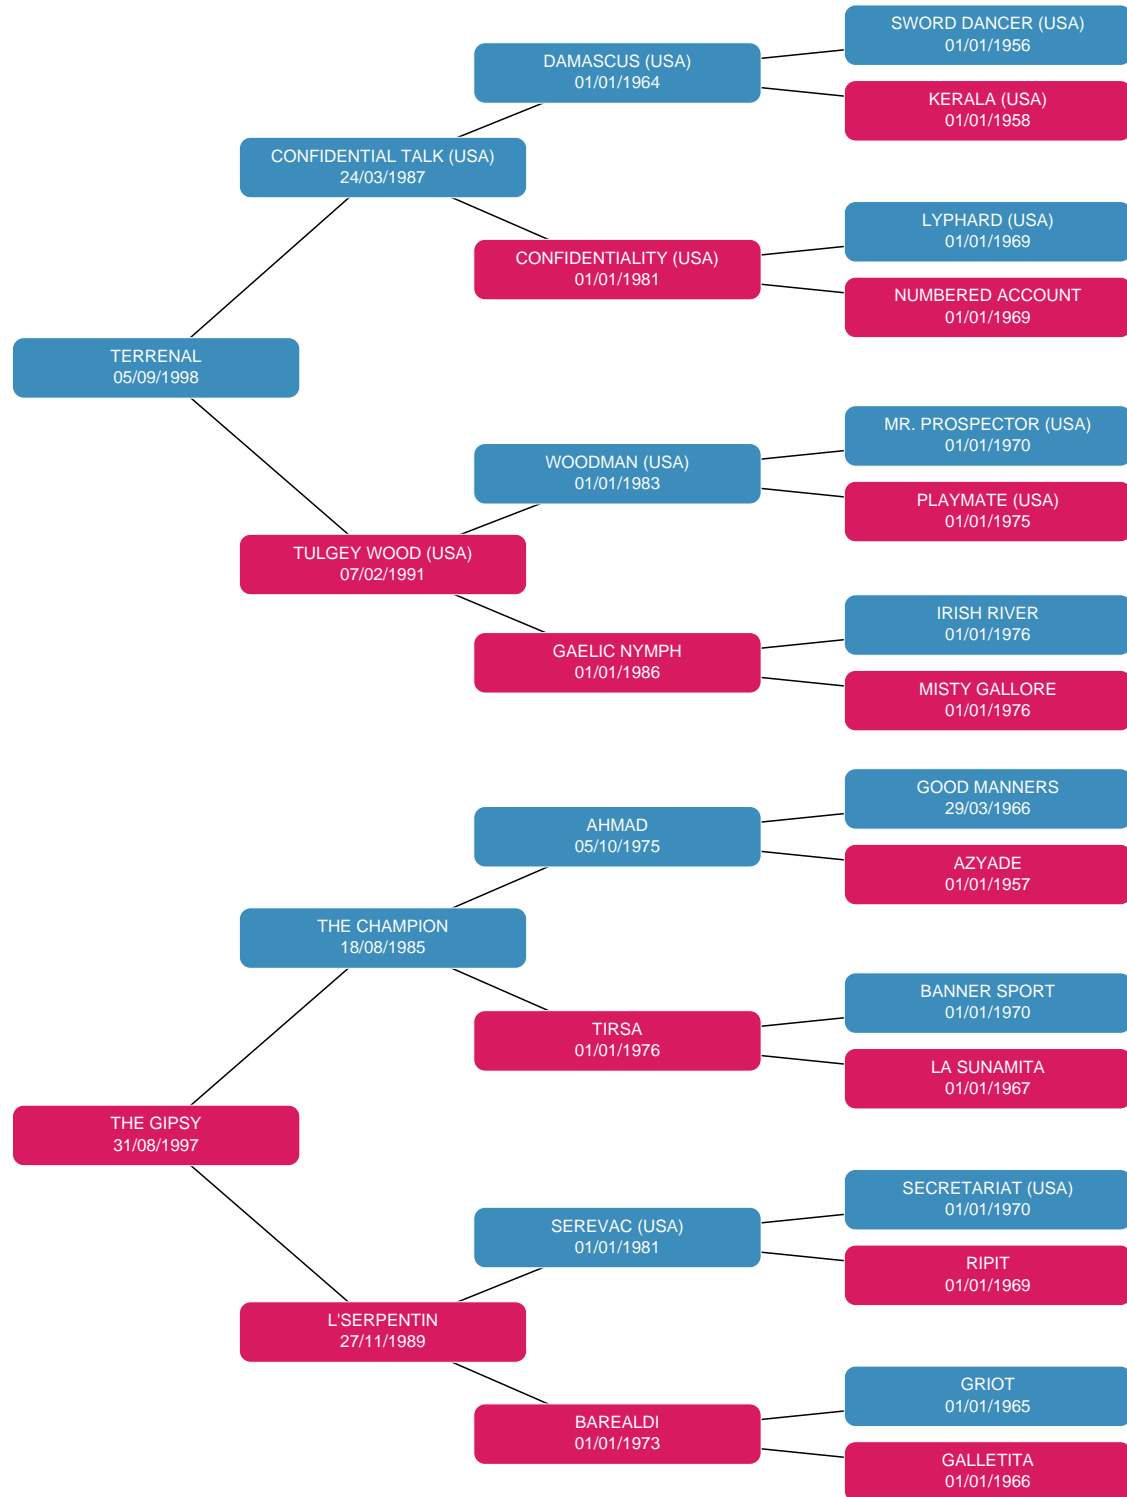 SWORD DANCER (USA)
01/01/1956
DAMASCUS (USA)
01/01/1964
KERALA (USA)
01/01/1958
CONFIDENTIAL TALK (USA)
24/03/1987
LYPHARD (USA)
01/01/1969
CONFIDENTIALITY (USA)
01/01/1981
NUMBERED ACCOUNT
01/01/1969
TERRENAL
05/09/1998
MR. PROSPECTOR (USA)
01/01/1970
WOODMAN (USA)
01/01/1983
PLAYMATE (USA)
01/01/1975
TULGEY WOOD (USA)
07/02/1991
IRISH RIVER
01/01/1976
GAELIC NYMPH
01/01/1986
MISTY GALLORE
01/01/1976
GOOD MANNERS
29/03/1966
AHMAD
05/10/1975
AZYADE
01/01/1957
THE CHAMPION
18/08/1985
BANNER SPORT
01/01/1970
TIRSA
01/01/1976
LA SUNAMITA
01/01/1967
THE GIPSY
31/08/1997
SECRETARIAT (USA)
01/01/1970
SEREVAC (USA)
01/01/1981
RIPIT
01/01/1969
L'SERPENTIN
27/11/1989
GRIOT
01/01/1965
BAREALDI
01/01/1973
GALLETITA
01/01/1966